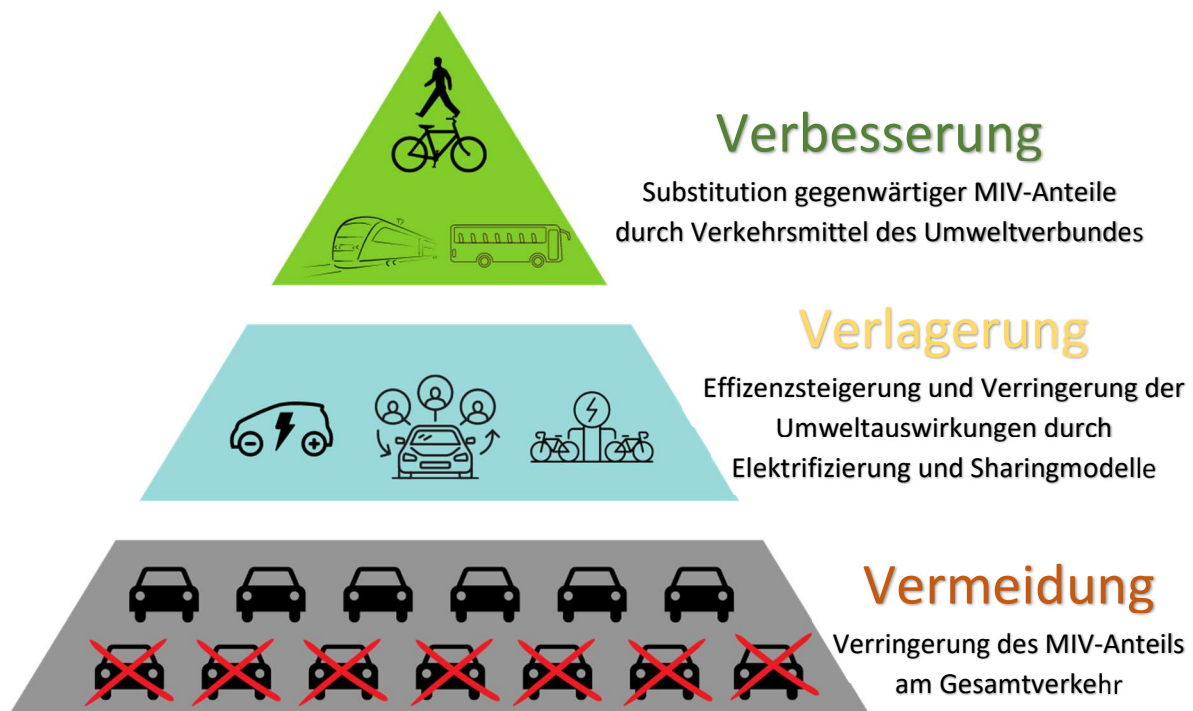 Verbesserung
Substitution gegenwärtiger MIV-Anteile
durch Verkehrsmittel des Umweltverbundes
Verlagerung
Effizenzsteigerung und Verringerung der
Umweltauswirkungen durch
Elektrifizierung und Sharingmodelle
Vermeidung
Verringerung des MIV-Anteils
am Gesamtverkehr